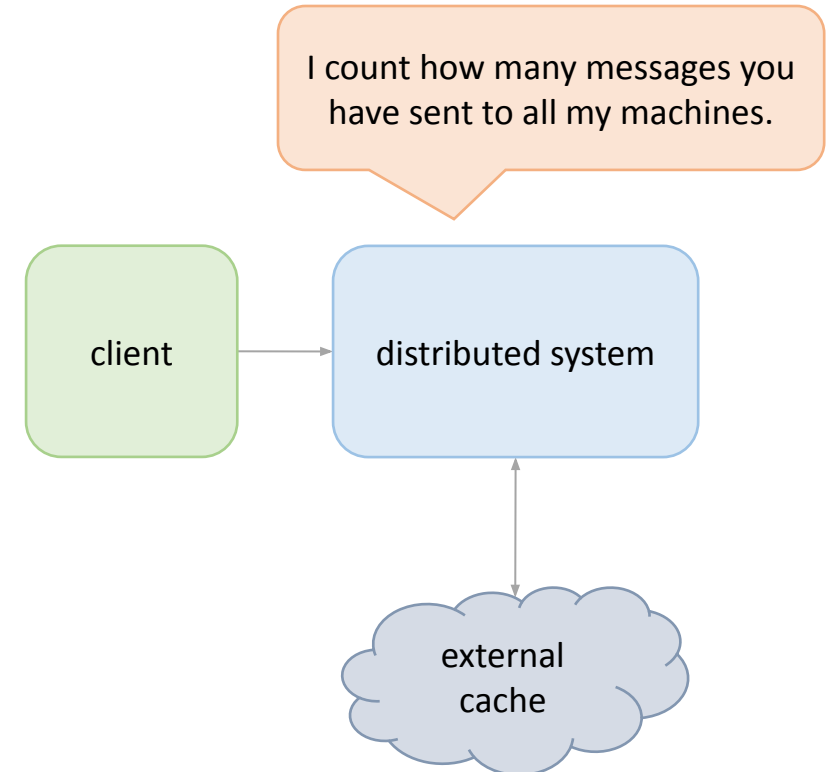 I count how many messages you
have sent to all my machines.
client
distributed system
external
cache